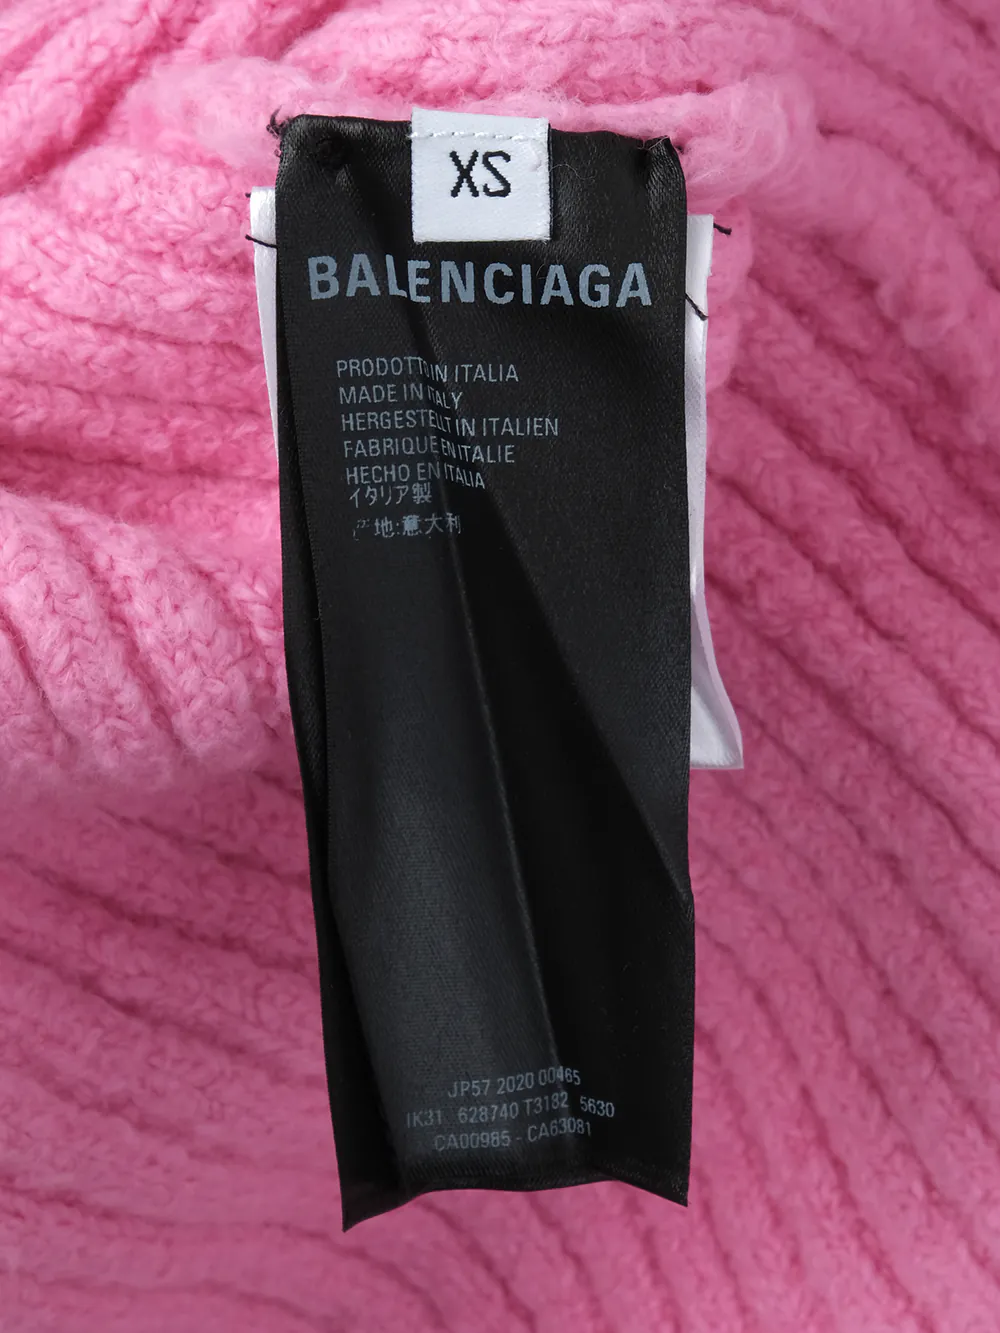 XS
BALENCIAGA
PRODOTTO IN ITALIA
MADE IN ITALY
HERGESTELLT IN ITALIEN
FABRIQUE EN ITALIE
HECHO EN ITALIA
イタリア製
产地:意大利
JP57 2020 00465
IK31 628740 T3182 5630
CA00985 - CA63081